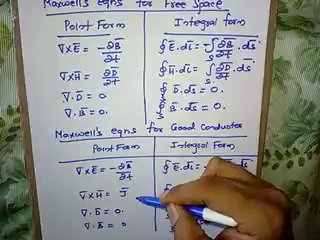 Maxwell's eqns for Free Space
Point Form Integral form
∇×E̅ = -∂B̅/∂t ∮E̅.dl̅ = -∫s ∂B̅/∂t .ds̅
∇×H̅ = ∂D̅/∂t ∮H̅.dl̅ = ∫s ∂D̅/∂t .ds̅
∇.D̅ = 0 ∮s D̅.ds̅ = 0.
∇.B̅ = 0. ∮s B̅.ds̅ = 0.
Maxwell's eqns for Good Conductor
Point Form Integral Form
∇×E̅ = -∂B̅/∂t ∮E̅.dl̅ =
∇×H̅ = J̅
∇.D̅ = 0.
∇.B̅ = 0